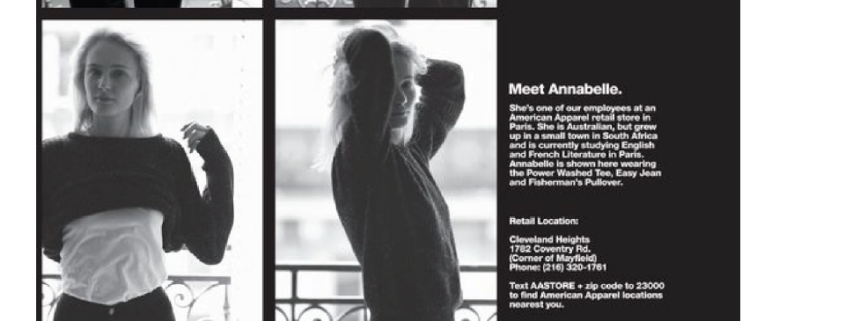 Meet Annabelle.
She's one of our employees at an
American Apparel retail store in
Paris. She is Australian, but grew
up in a small town in South Africa
and is currently studying English
and French Literature in Paris.
Annabelle is shown here wearing
the Power Washed Tee, Easy Jean
and Fisherman's Pullover.
Retail Location:
Cleveland Heights
1782 Coventry Rd.
(Corner of Mayfield)
Phone: (216) 320-1761
Text AASTORE + zip code to 23000
to find American Apparel locations
nearest you.